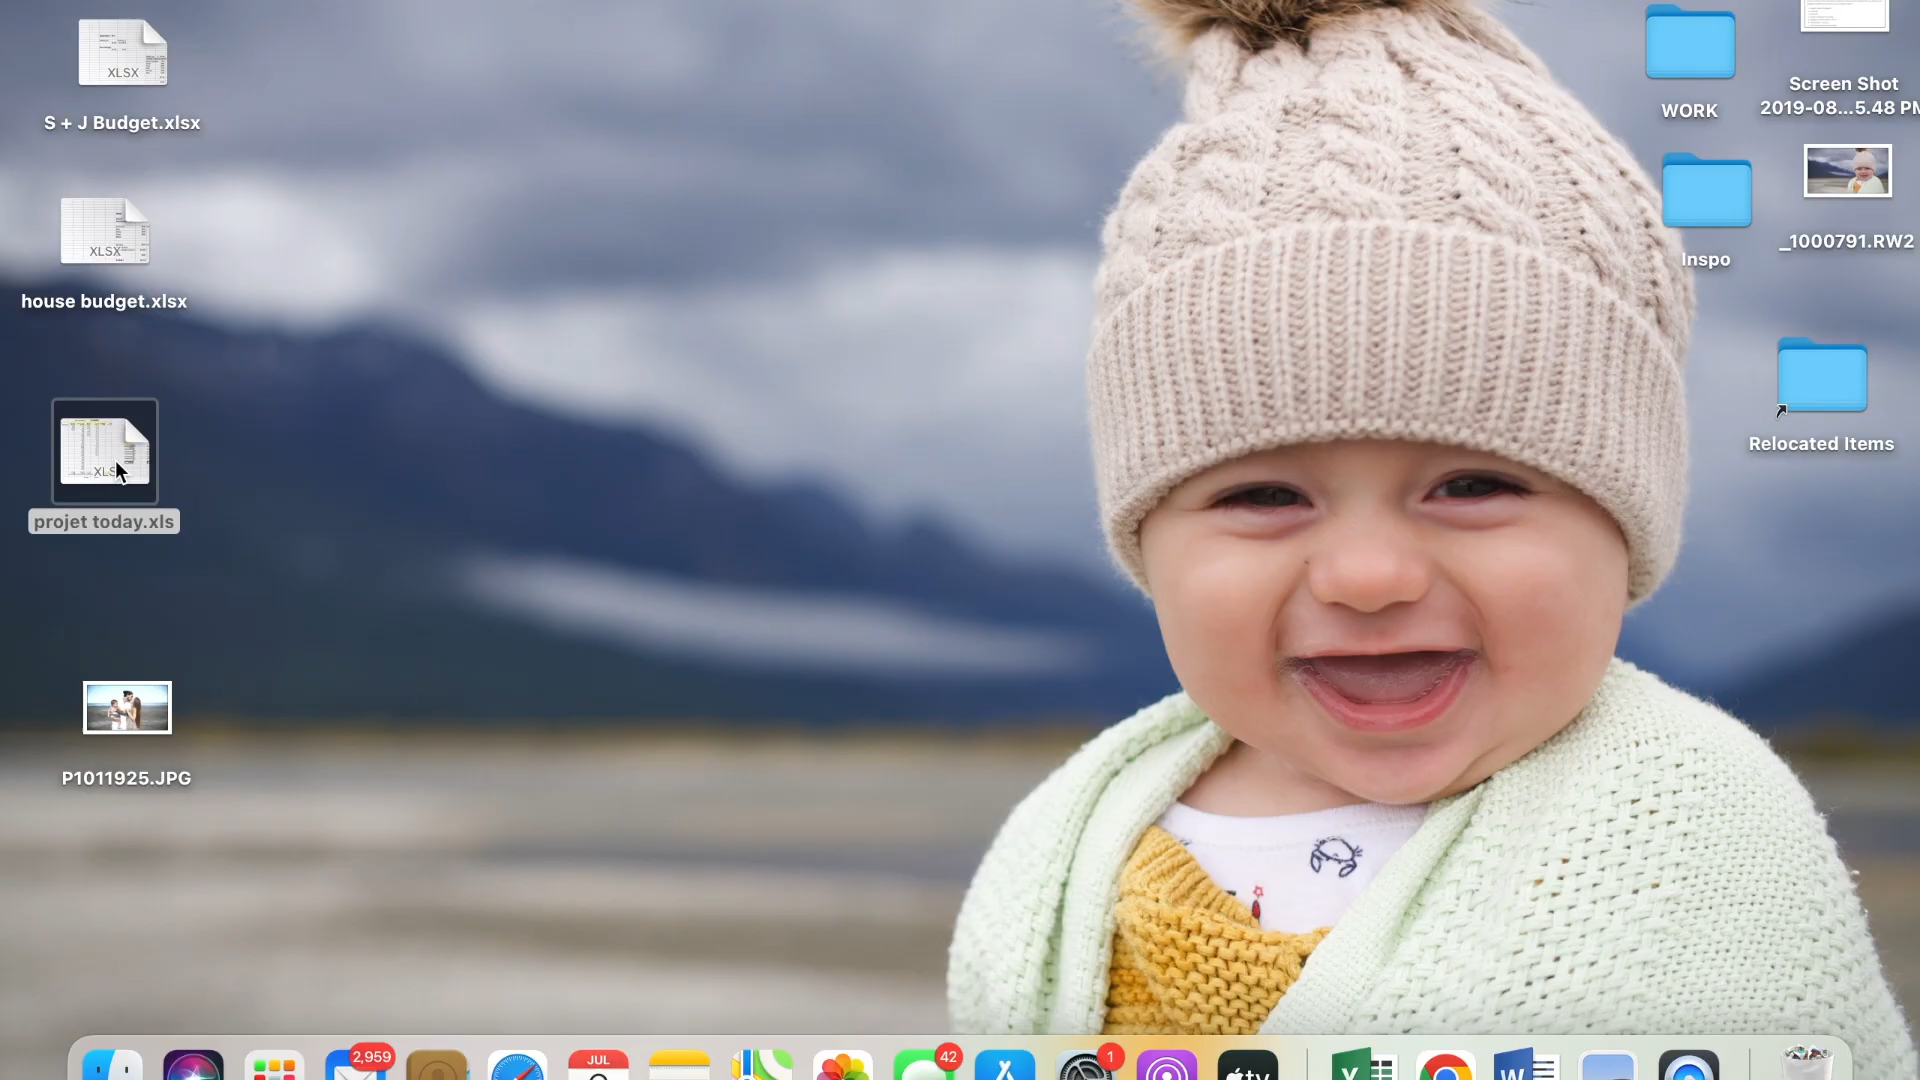 XLSX
S + J Budget.xlsx
XLSX
house budget.xlsx
projet today.xls
P1011925.JPG
WORK
Screen Shot
2019-08...5.48 PM
Inspo
_1000791.RW2
Relocated Items
2,959
JUL
42
1
tv